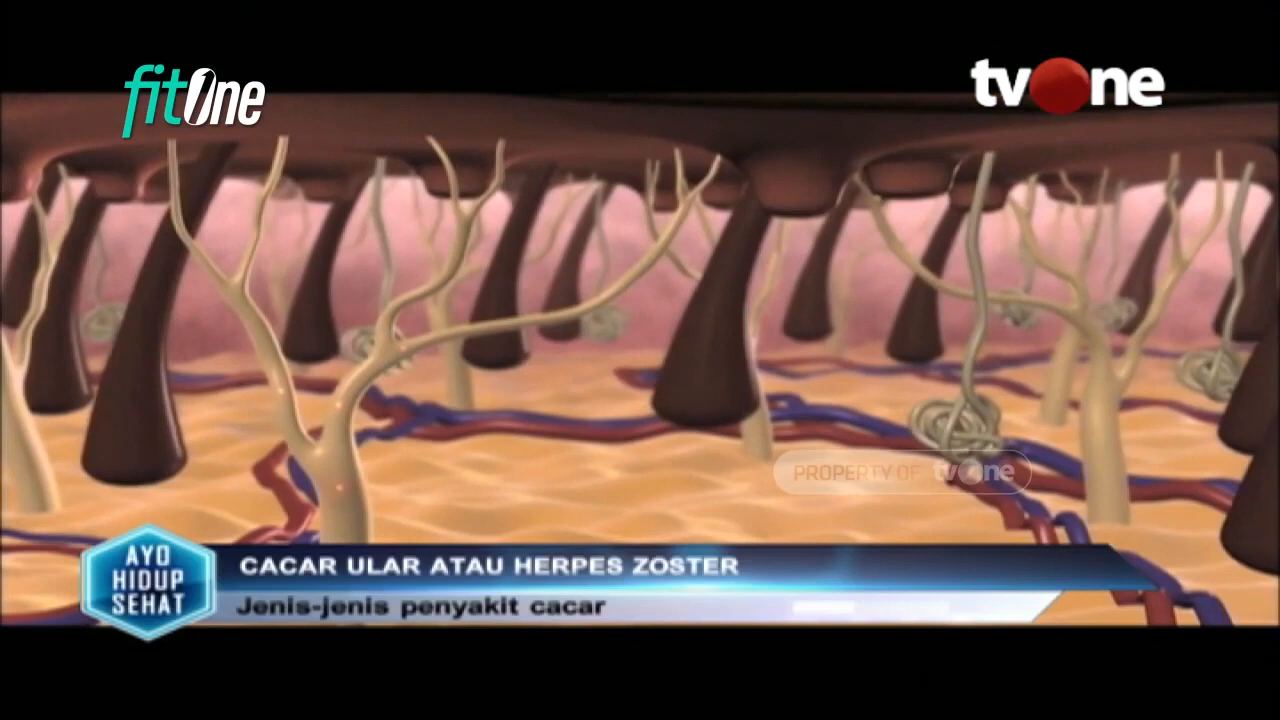 fitOne
tvOne
PROPERTY OF tvOne
AYO
HIDUP
SEHAT
CACAR ULAR ATAU HERPES ZOSTER
Jenis-jenis penyakit cacar